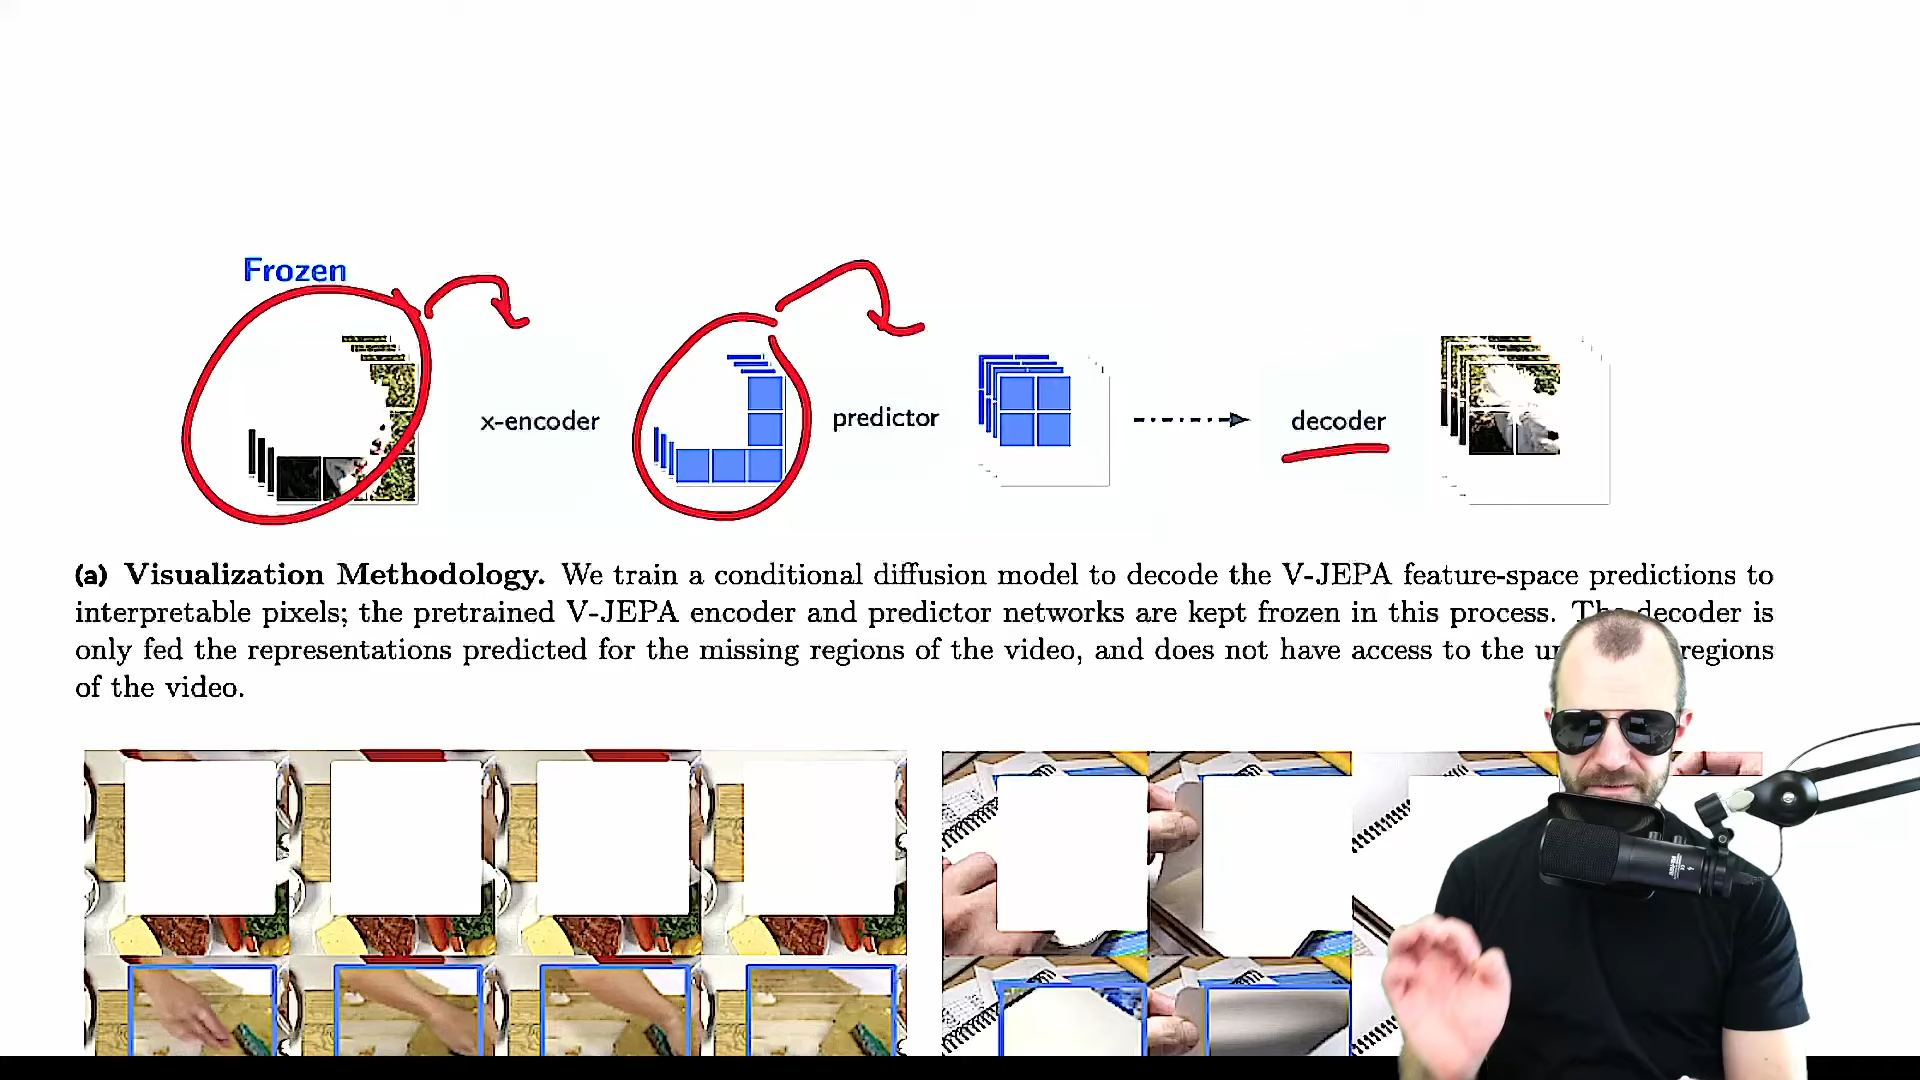 Frozen
x-encoder
predictor
decoder
(a) Visualization Methodology. We train a conditional diffusion model to decode the V-JEPA feature-space predictions to
interpretable pixels; the pretrained V-JEPA encoder and predictor networks are kept frozen in this process. decoder is
only fed the representations predicted for the missing regions of the video, and does not have access to the regions
of the video.